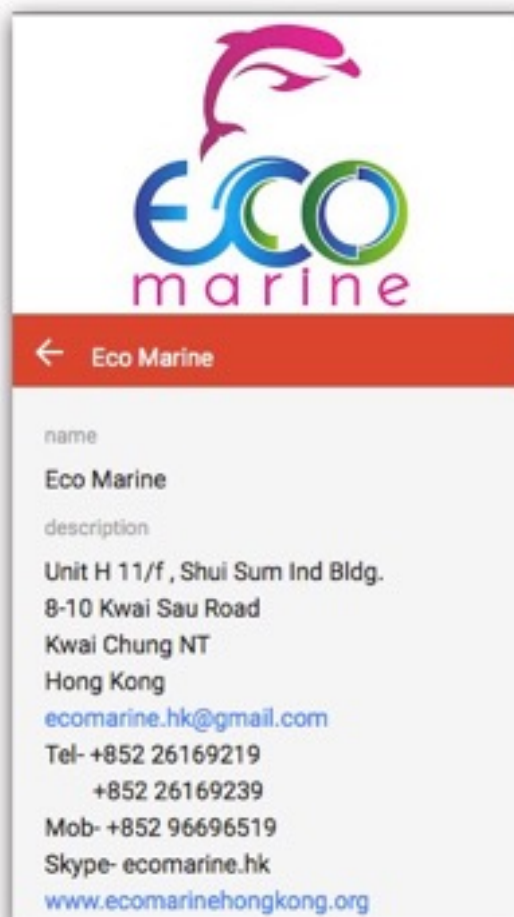 eco
marine
Eco Marine
name
Eco Marine
description
Unit H 11/f , Shui Sum Ind Bldg.
8-10 Kwai Sau Road
Kwai Chung NT
Hong Kong
ecomarine.hk@gmail.com
Tel- +852 26169219
+852 26169239
Mob- +852 96696519
Skype- ecomarine.hk
www.ecomarinehongkong.org